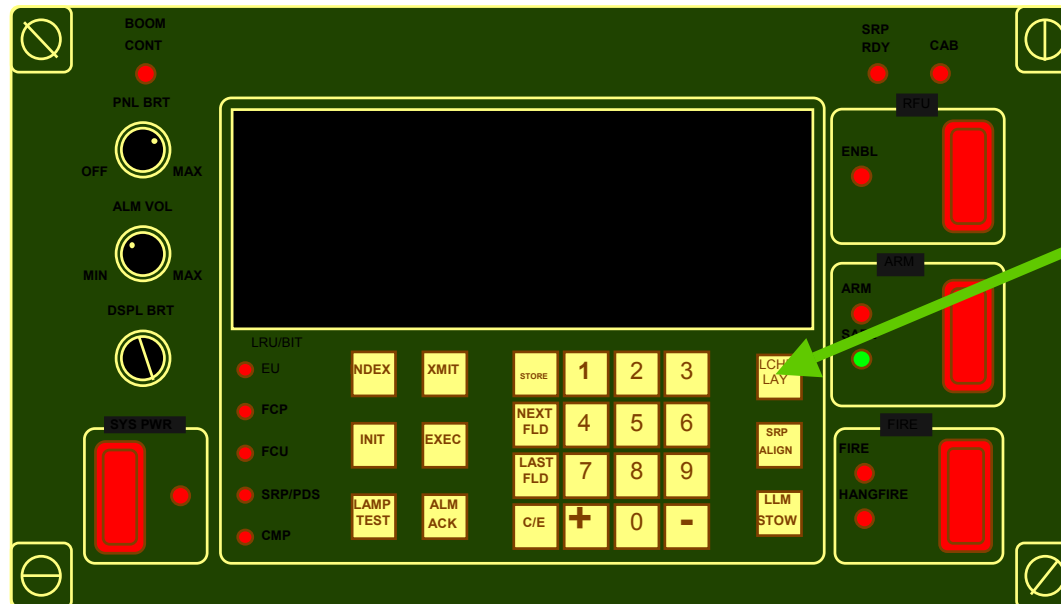 BOOM
CONT
PNL BRT
OFF MAX
ALM VOL
MIN MAX
DSPL BRT
SYS PWR
LRU/BIT
EU
FCP
FCU
SRP/PDS
CMP
NDEX XMIT
INIT EXEC
LAMP
TEST
ALM
ACK
STORE 1 2 3
NEXT
FLD
4 5 6
LAST
FLD
7 8 9
C/E + 0 -
LCH
LAY
SRP
ALIGN
LLM
STOW
SRP
RDY
CAB
RFU
ENBL
ARM
ARM
FIRE
FIRE
HANGFIRE